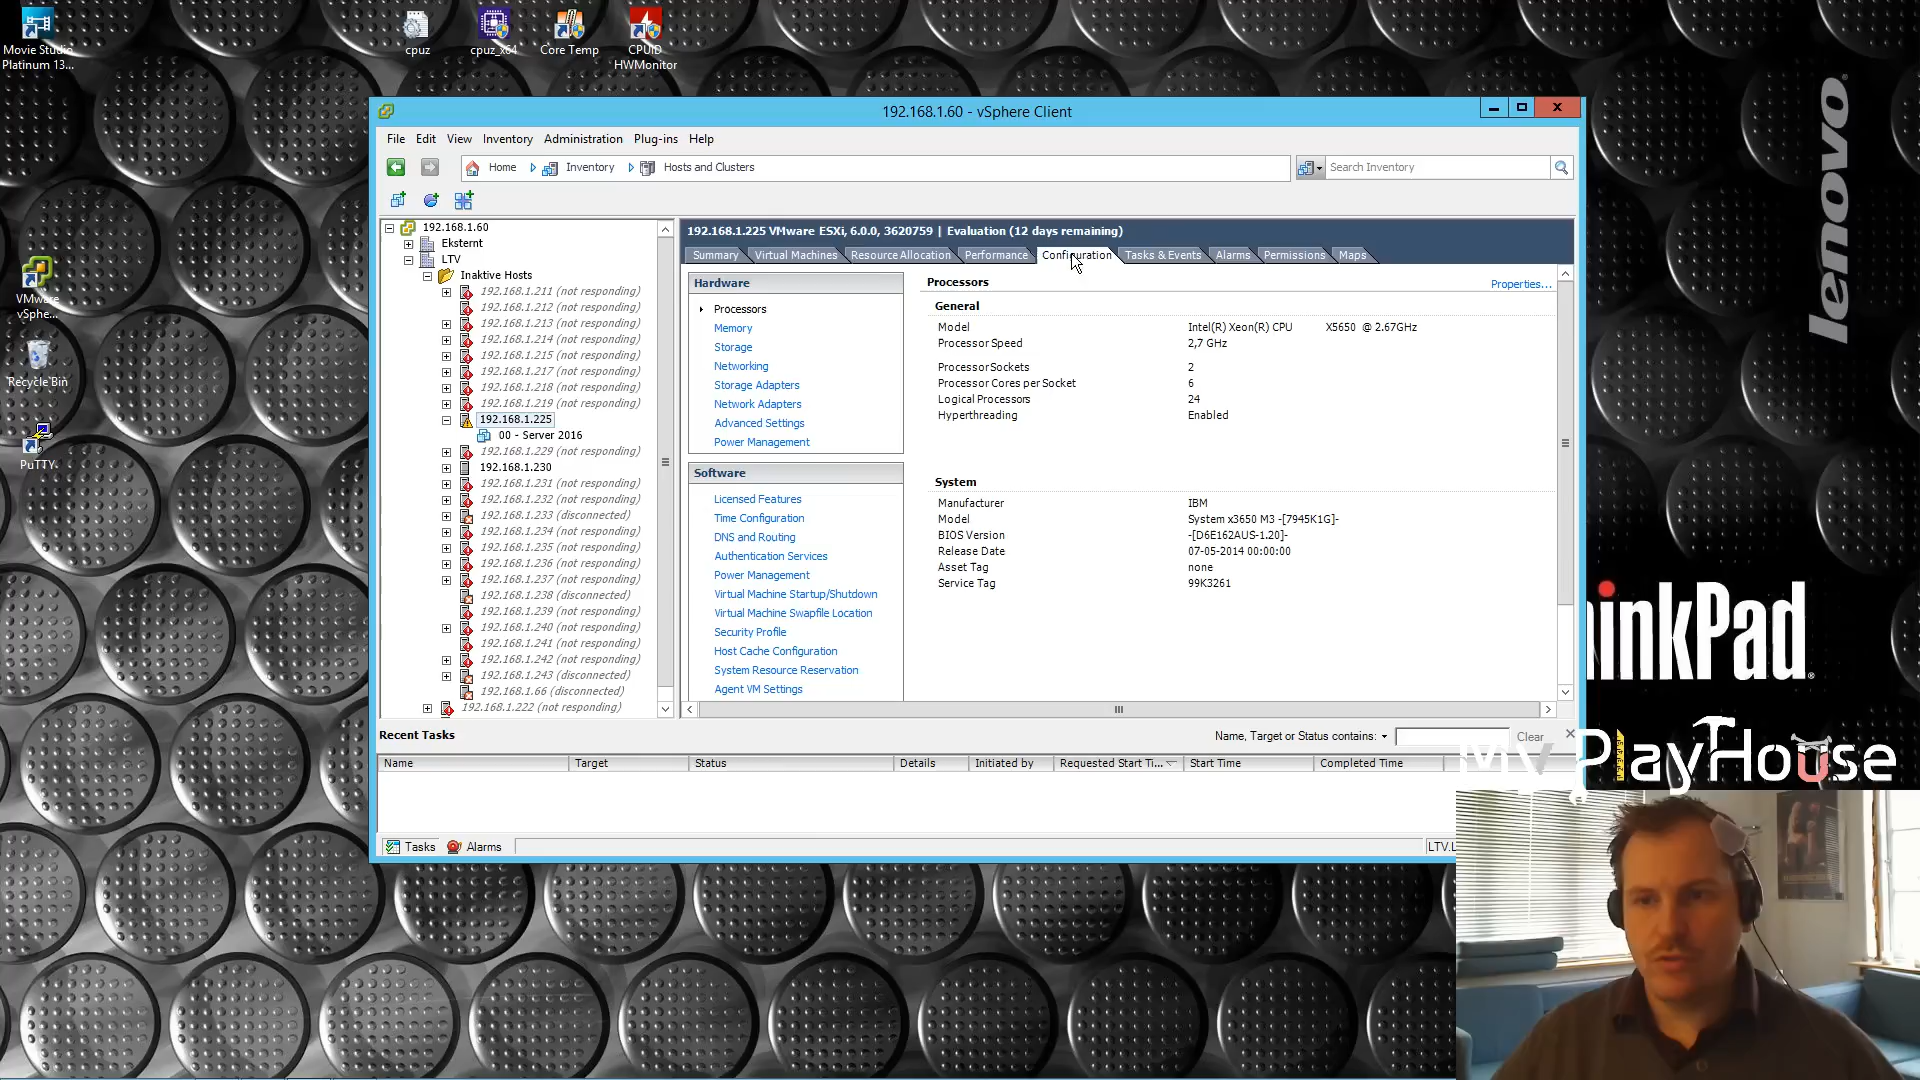 Movie Studio
Platinum 13...
cpuz
cpuz_x64
Core Temp
CPUID
HWMonitor
VMware
vSphe...
Recycle Bin
PuTTY
lenovo
inkPad
MyPlayHouse
192.168.1.60 - vSphere Client
File Edit View Inventory Administration Plug-ins Help
Home Inventory Hosts and Clusters
Search Inventory
192.168.1.60
Eksternt
LTV
Inaktive Hosts
192.168.1.211 (not responding)
192.168.1.212 (not responding)
192.168.1.213 (not responding)
192.168.1.214 (not responding)
192.168.1.215 (not responding)
192.168.1.217 (not responding)
192.168.1.218 (not responding)
192.168.1.219 (not responding)
192.168.1.225
00 - Server 2016
192.168.1.229 (not responding)
192.168.1.230
192.168.1.231 (not responding)
192.168.1.232 (not responding)
192.168.1.233 (disconnected)
192.168.1.234 (not responding)
192.168.1.235 (not responding)
192.168.1.236 (not responding)
192.168.1.237 (not responding)
192.168.1.238 (disconnected)
192.168.1.239 (not responding)
192.168.1.240 (not responding)
192.168.1.241 (not responding)
192.168.1.242 (not responding)
192.168.1.243 (disconnected)
192.168.1.66 (disconnected)
192.168.1.222 (not responding)
192.168.1.225 VMware ESXi, 6.0.0, 3620759 | Evaluation (12 days remaining)
Summary Virtual Machines Resource Allocation Performance Configuration Tasks & Events Alarms Permissions Maps
Hardware
Processors
Memory
Storage
Networking
Storage Adapters
Network Adapters
Advanced Settings
Power Management
Software
Licensed Features
Time Configuration
DNS and Routing
Authentication Services
Power Management
Virtual Machine Startup/Shutdown
Virtual Machine Swapfile Location
Security Profile
Host Cache Configuration
System Resource Reservation
Agent VM Settings
Processors Properties...
General
Model Intel(R) Xeon(R) CPU X5650 @ 2.67GHz
Processor Speed 2,7 GHz
Processor Sockets 2
Processor Cores per Socket 6
Logical Processors 24
Hyperthreading Enabled
System
Manufacturer IBM
Model System x3650 M3 -[7945K1G]-
BIOS Version -[D6E162AUS-1.20]-
Release Date 07-05-2014 00:00:00
Asset Tag none
Service Tag 99K3261
Recent Tasks Name, Target or Status contains: Clear
Name Target Status Details Initiated by Requested Start Ti... Start Time Completed Time
Tasks Alarms LTV.L